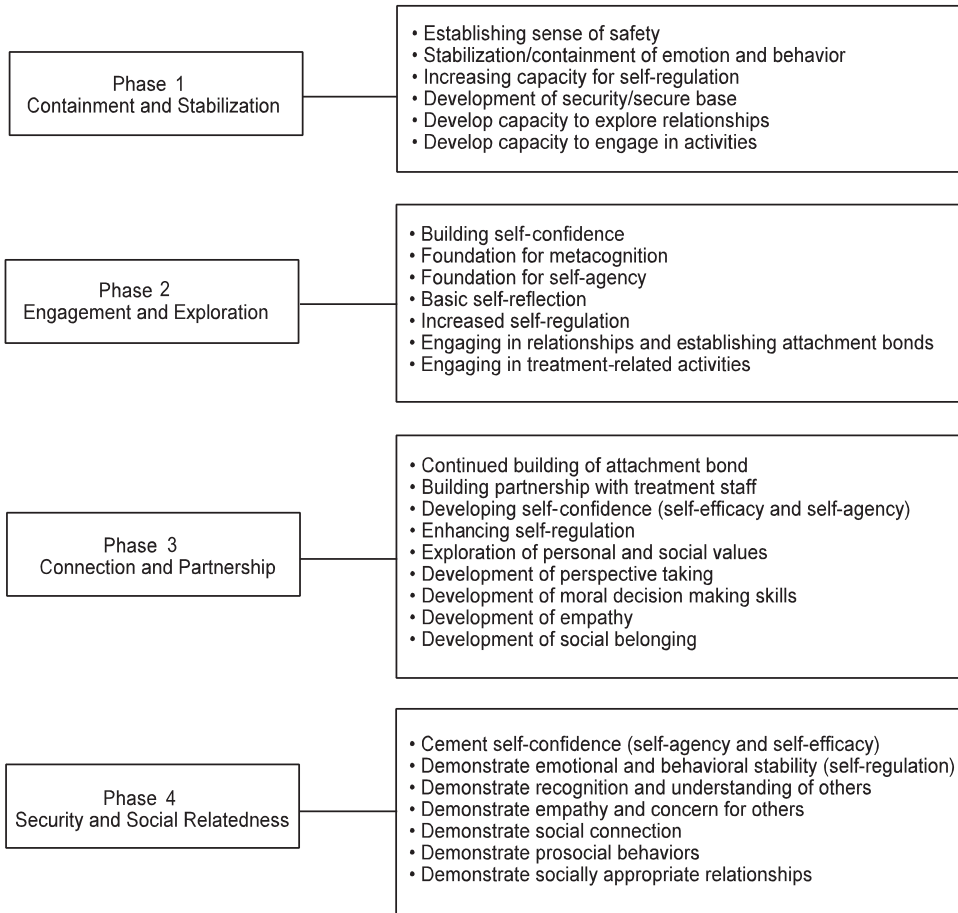 Phase 1
Containment and Stabilization
• Establishing sense of safety
• Stabilization/containment of emotion and behavior
• Increasing capacity for self-regulation
• Development of security/secure base
• Develop capacity to explore relationships
• Develop capacity to engage in activities
Phase 2
Engagement and Exploration
• Building self-confidence
• Foundation for metacognition
• Foundation for self-agency
• Basic self-reflection
• Increased self-regulation
• Engaging in relationships and establishing attachment bonds
• Engaging in treatment-related activities
Phase 3
Connection and Partnership
• Continued building of attachment bond
• Building partnership with treatment staff
• Developing self-confidence (self-efficacy and self-agency)
• Enhancing self-regulation
• Exploration of personal and social values
• Development of perspective taking
• Development of moral decision making skills
• Development of empathy
• Development of social belonging
Phase 4
Security and Social Relatedness
• Cement self-confidence (self-agency and self-efficacy)
• Demonstrate emotional and behavioral stability (self-regulation)
• Demonstrate recognition and understanding of others
• Demonstrate empathy and concern for others
• Demonstrate social connection
• Demonstrate prosocial behaviors
• Demonstrate socially appropriate relationships